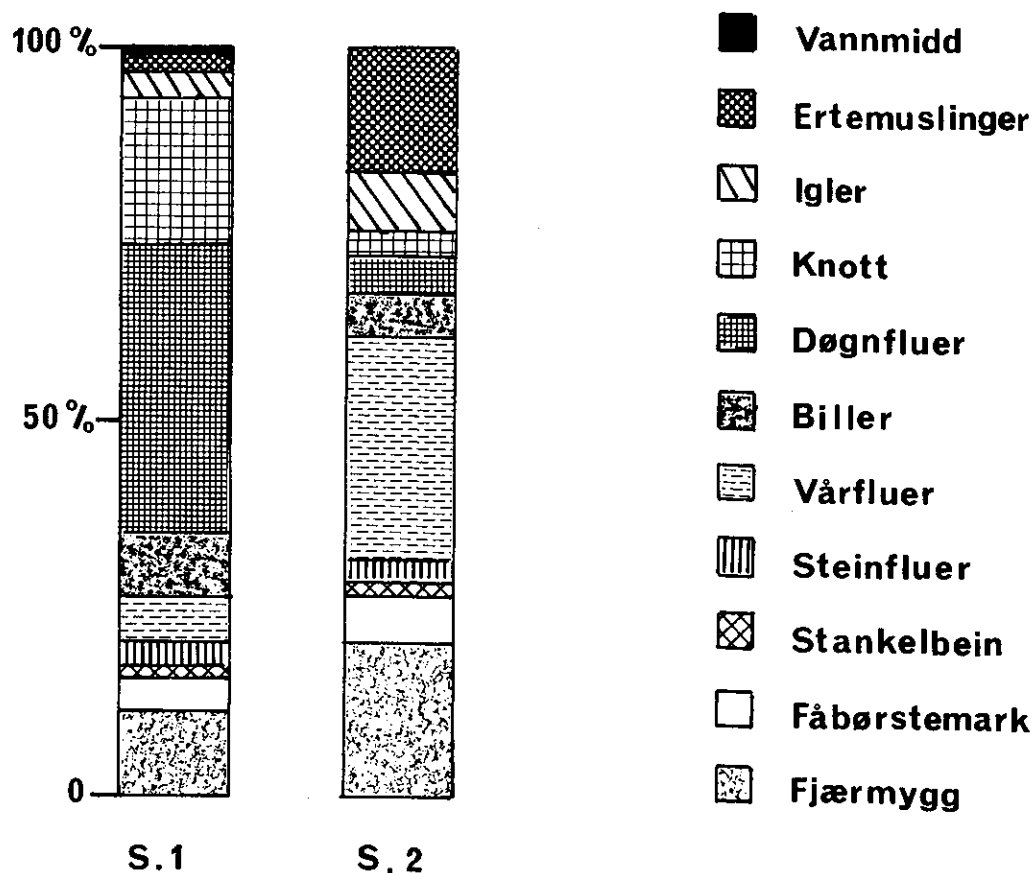 100 %
50 %
0
S.1
S. 2
Vannmidd
Ertemuslinger
Igler
Knott
Døgnfluer
Biller
Vårfluer
Steinfluer
Stankelbein
Fåbørstemark
Fjærmygg